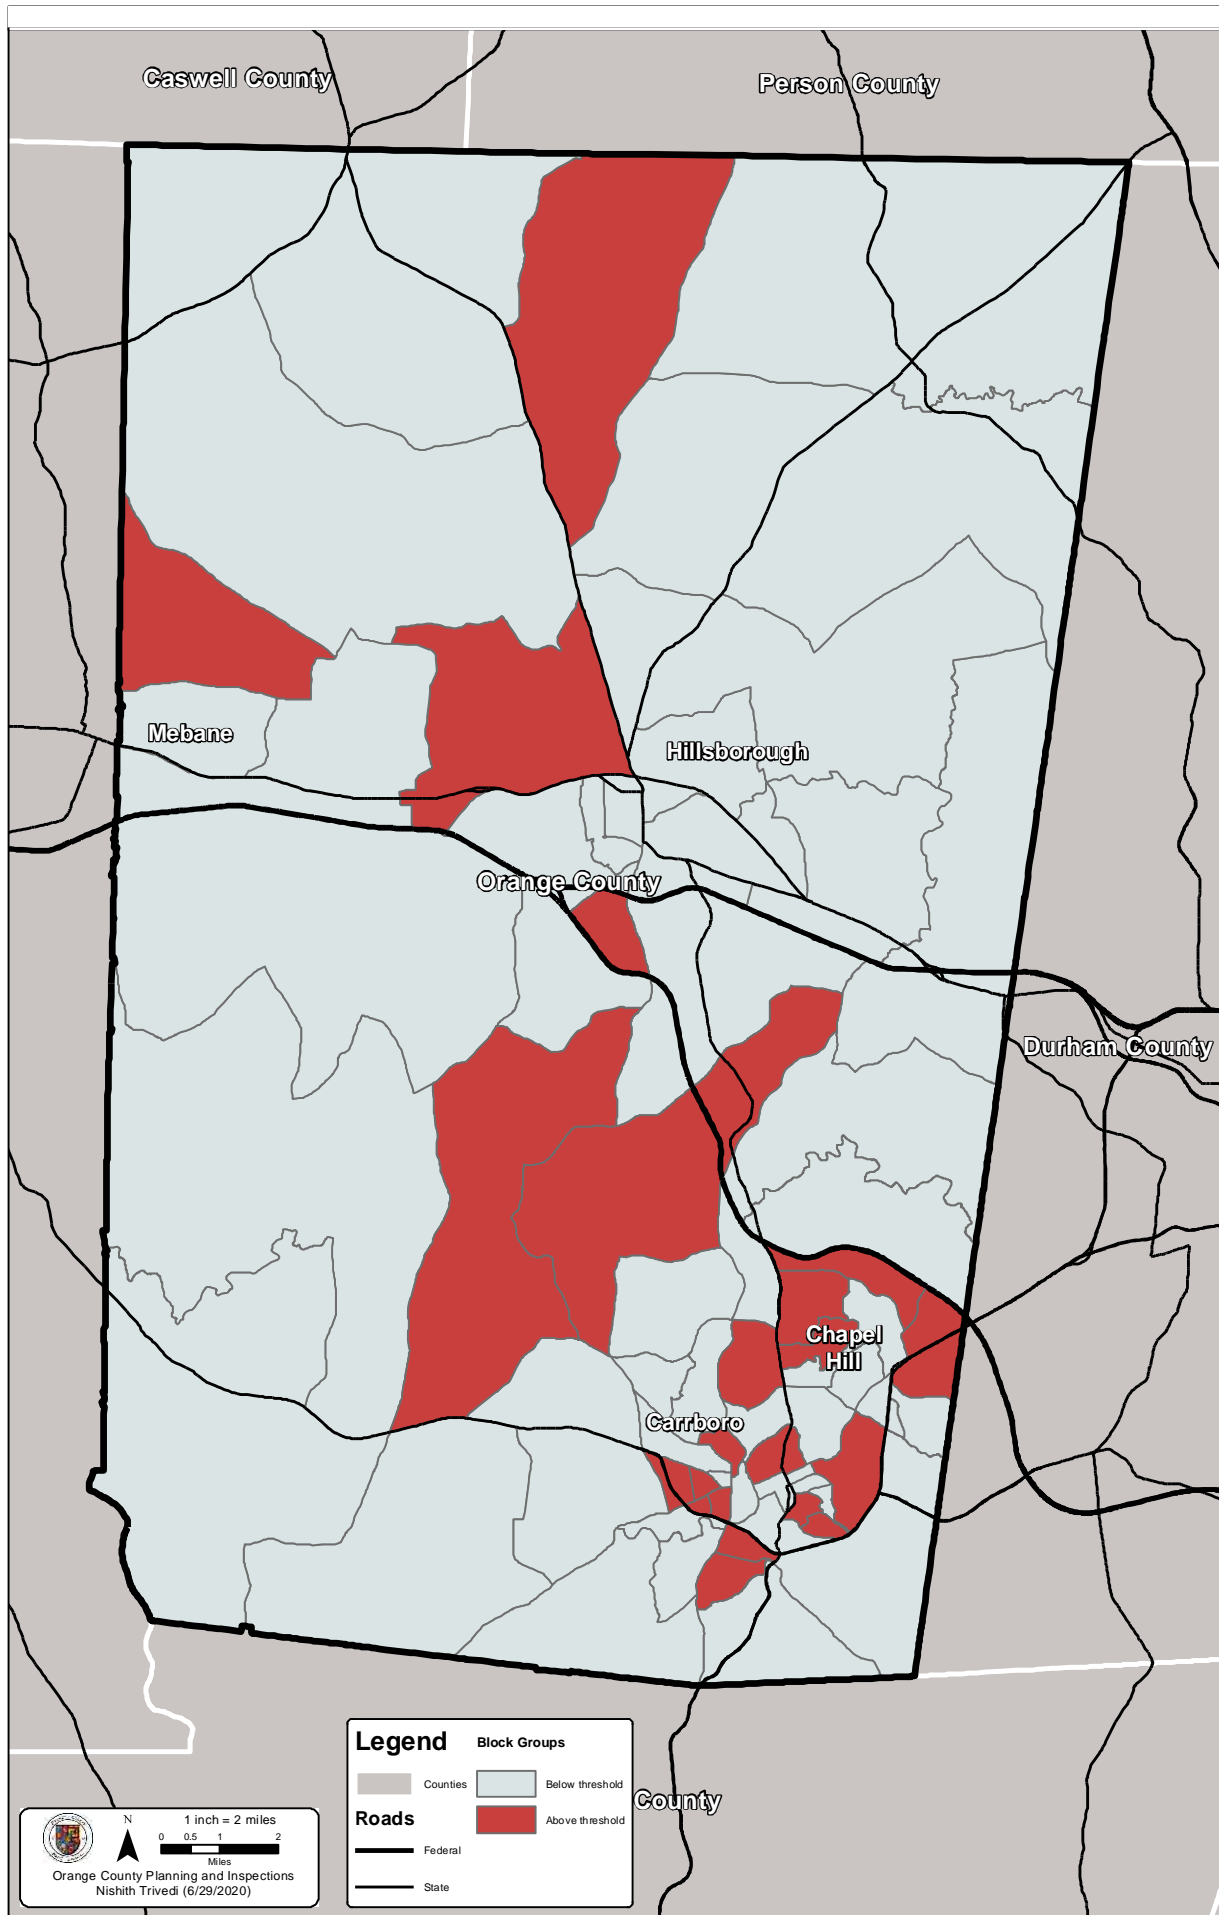 Caswell County
Person County
Mebane
Hillsborough
Orange County
Durham County
Chapel
Hill
Carrboro
County
Legend
Block Groups
Counties
Below threshold
Roads
Above threshold
Federal
State
N
1 inch = 2 miles
0 0.5 1 2
Miles
Orange County Planning and Inspections
Nishith Trivedi (6/29/2020)